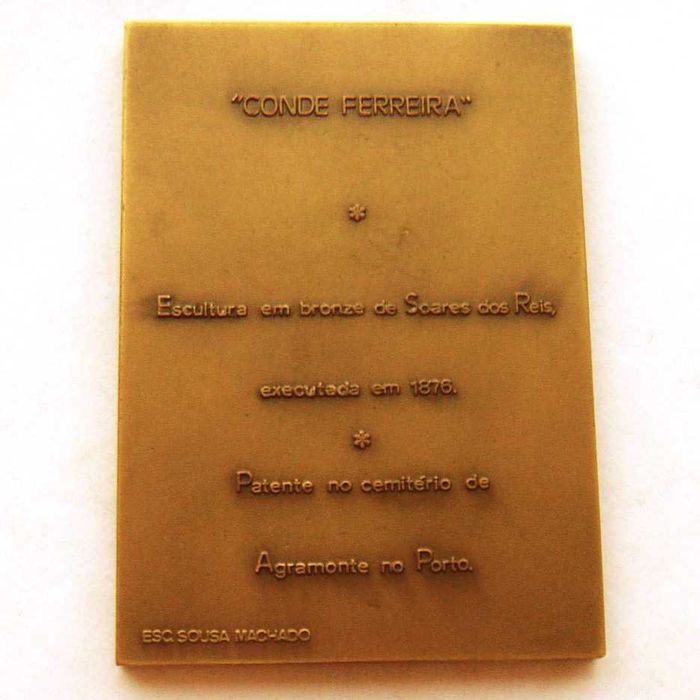 "CONDE FERREIRA"
*
Escultura em bronze de Soares dos Reis,
executada em 1876.
*
Patente no cemitério de
Agramonte no Porto.
ESC. SOUSA MACHADO